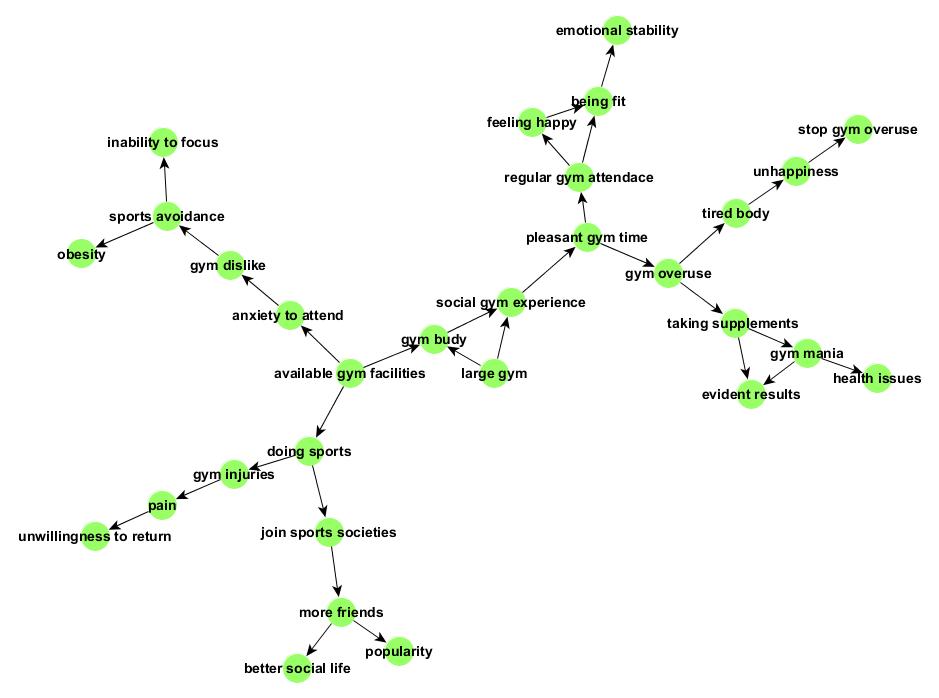 emotional stability
being fit
feeling happy
stop gym overuse
inability to focus
unhappiness
regular gym attendace
tired body
sports avoidance
pleasant gym time
obesity
gym dislike
gym overuse
social gym experience
anxiety to attend
taking supplements
gym budy
gym mania
available gym facilities
large gym
health issues
evident results
doing sports
gym injuries
pain
join sports societies
unwillingness to return
more friends
popularity
better social life